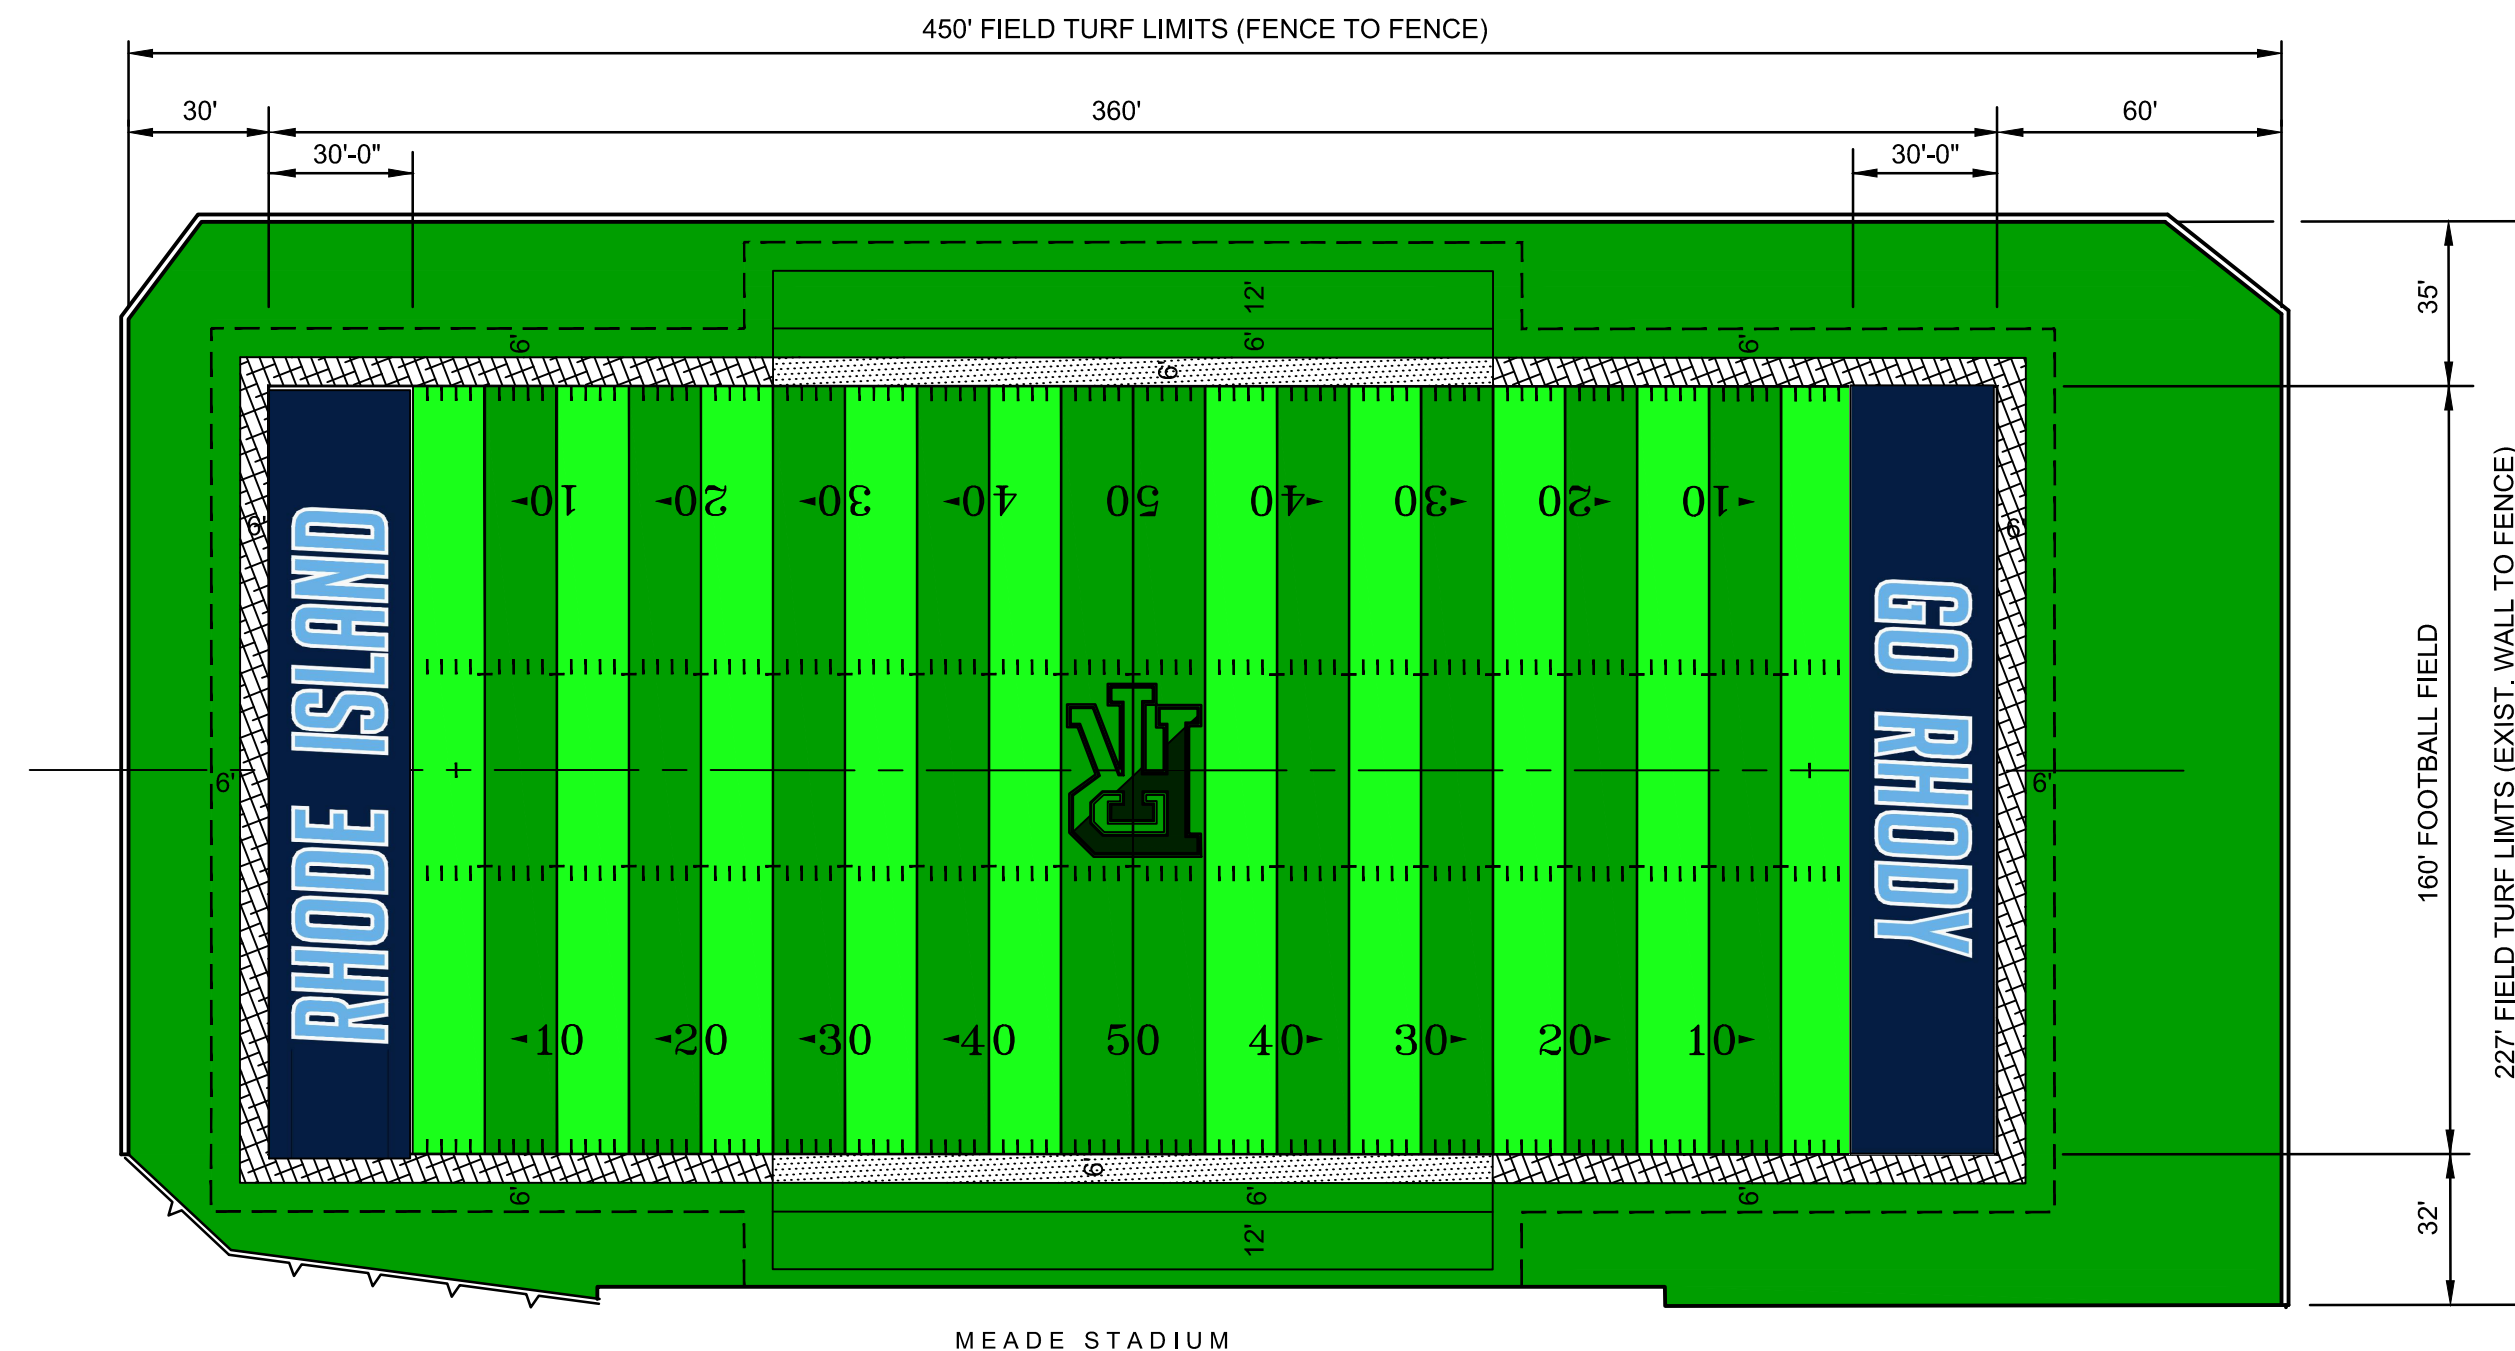 450' FIELD TURF LIMITS (FENCE TO FENCE)
30'
360'
60'
30'-0"
30'-0"
35'
12'
6'
6'
6'
6'
10 20 30 40 50 40 30 20 10
6'
6'
RHODE ISLAND
GO RHODY
160' FOOTBALL FIELD
227' FIELD TURF LIMITS (EXIST. WALL TO FENCE)
RI
6'
6'
10 20 30 40 50 40 30 20 10
6'
6'
6'
6'
12'
32'
MEADE STADIUM